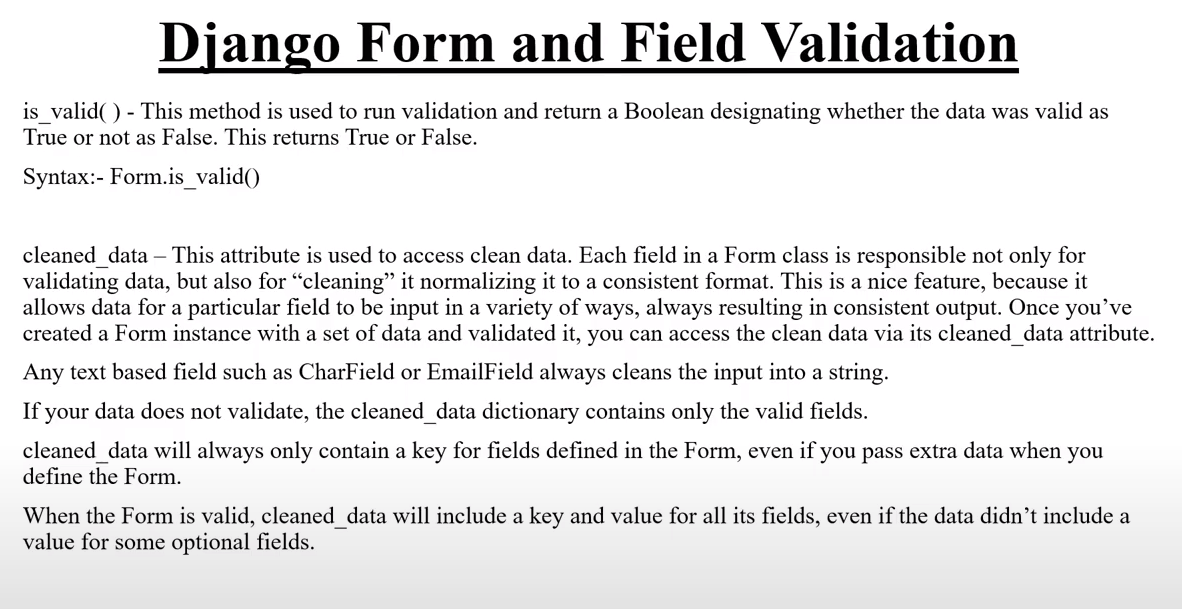 Django Form and Field Validation
is_valid( ) - This method is used to run validation and return a Boolean designating whether the data was valid as
True or not as False. This returns True or False.
Syntax:- Form.is_valid()
cleaned_data – This attribute is used to access clean data. Each field in a Form class is responsible not only for
validating data, but also for “cleaning” it normalizing it to a consistent format. This is a nice feature, because it
allows data for a particular field to be input in a variety of ways, always resulting in consistent output. Once you’ve
created a Form instance with a set of data and validated it, you can access the clean data via its cleaned_data attribute.
Any text based field such as CharField or EmailField always cleans the input into a string.
If your data does not validate, the cleaned_data dictionary contains only the valid fields.
cleaned_data will always only contain a key for fields defined in the Form, even if you pass extra data when you
define the Form.
When the Form is valid, cleaned_data will include a key and value for all its fields, even if the data didn’t include a
value for some optional fields.